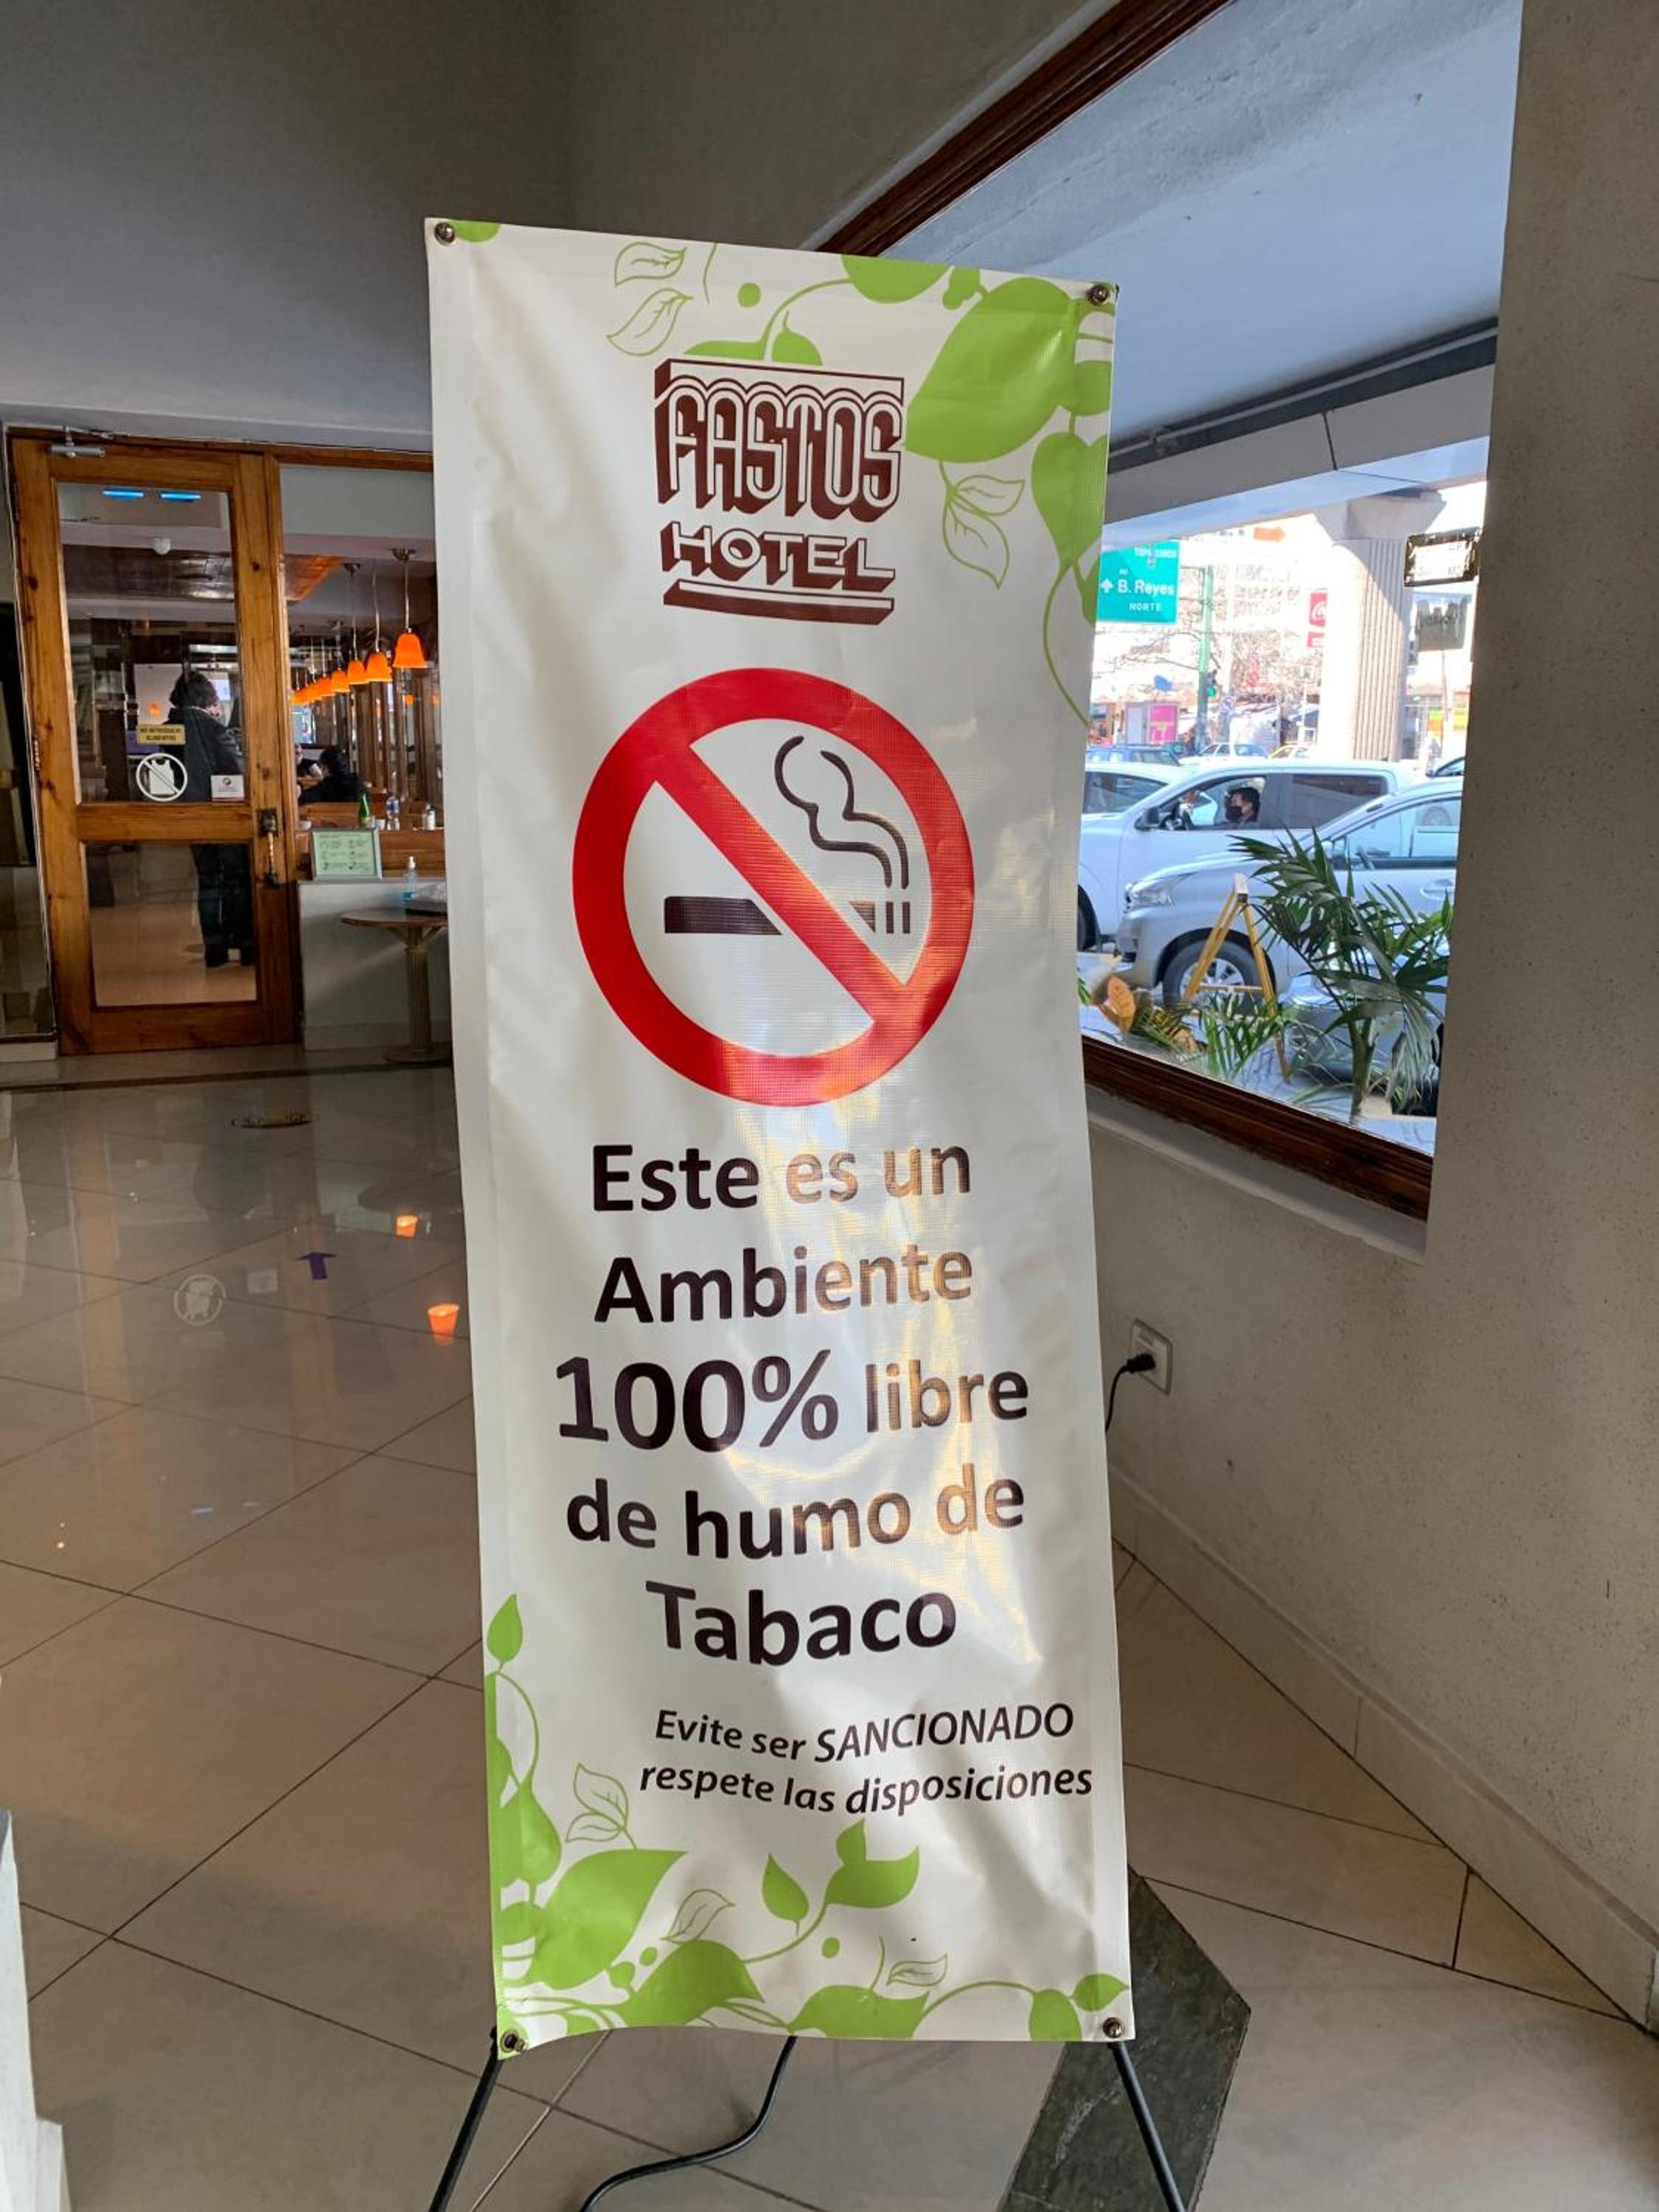 FASTOS
HOTEL
Este es un
Ambiente
100% libre
de humo de
Tabaco
Evite ser SANCIONADO
respete las disposiciones
AV
B. Reyes
NORTE